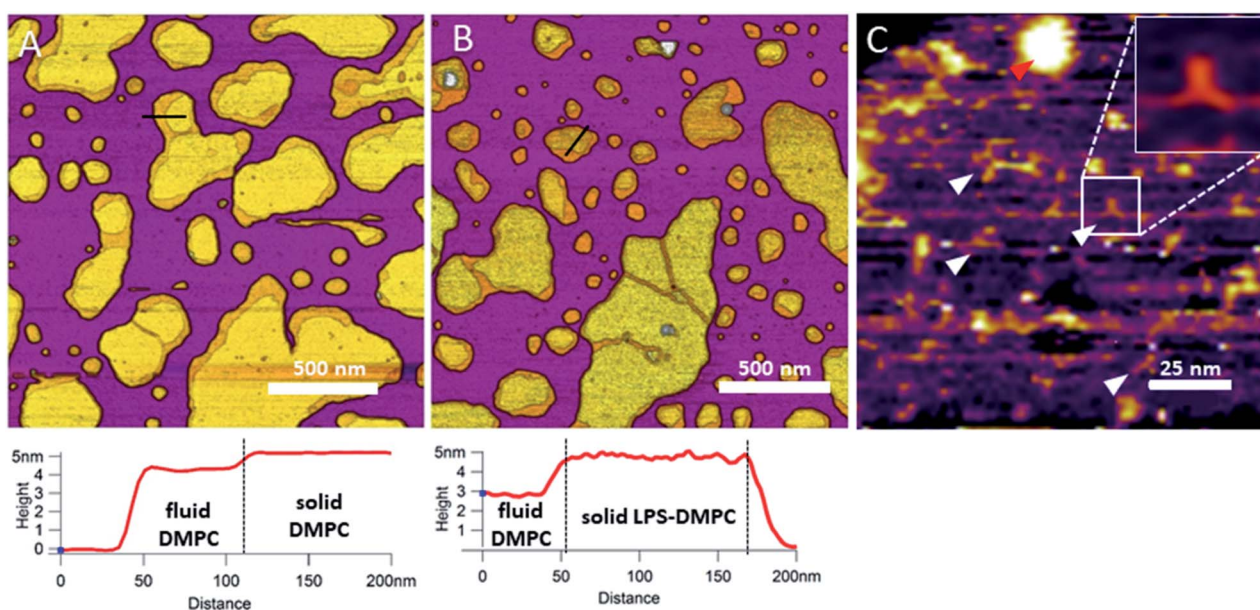 A
500 nm
B
500 nm
C
25 nm
5nm
4
3
2
1
0
Height
fluid
DMPC
solid
DMPC
0
50
100
150
200nm
Distance
5nm
4
3
2
1
Height
fluid
DMPC
solid LPS-DMPC
0
50
100
150
200nm
Distance